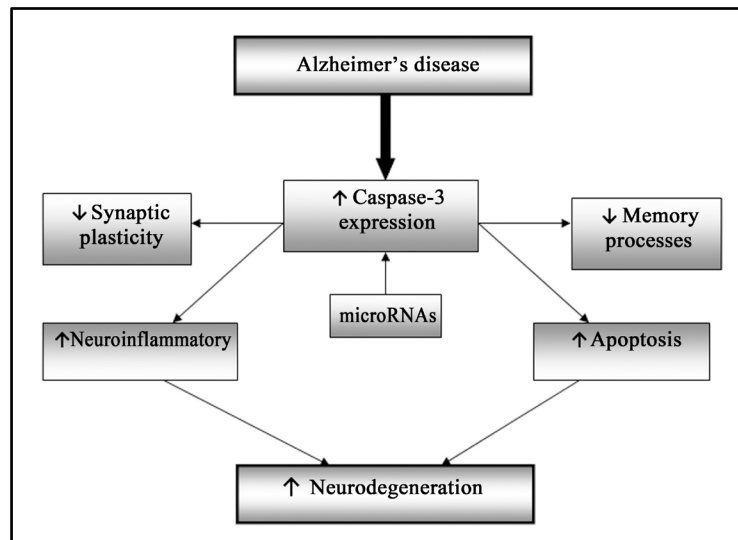 Alzheimer's disease
↑ Caspase-3
expression
↓ Synaptic
plasticity
↓ Memory
processes
microRNAs
↑Neuroinflammatory
↑ Apoptosis
↑ Neurodegeneration